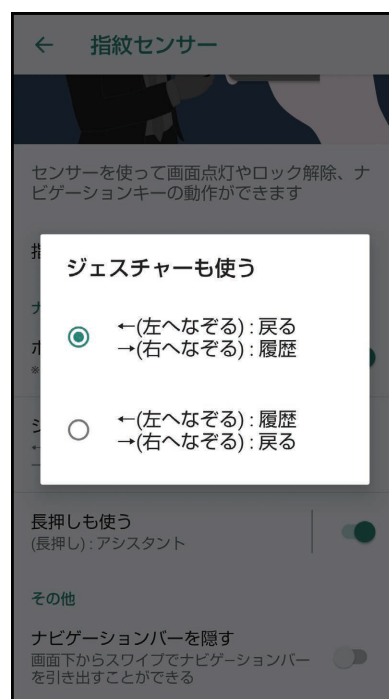 ← 指紋センサー
センサーを使って画面点灯やロック解除、ナ
ビゲーションキーの動作ができます
指
ナ
ジェスチャーも使う
←(左へなぞる) : 戻る
→(右へなぞる) : 履歴
ホ
※
←(左へなぞる) : 履歴
→(右へなぞる) : 戻る
ジ
長押しも使う
(長押し) : アシスタント
その他
ナビゲーションバーを隠す
画面下からスワイプでナビゲーションバー
を引き出すことができる